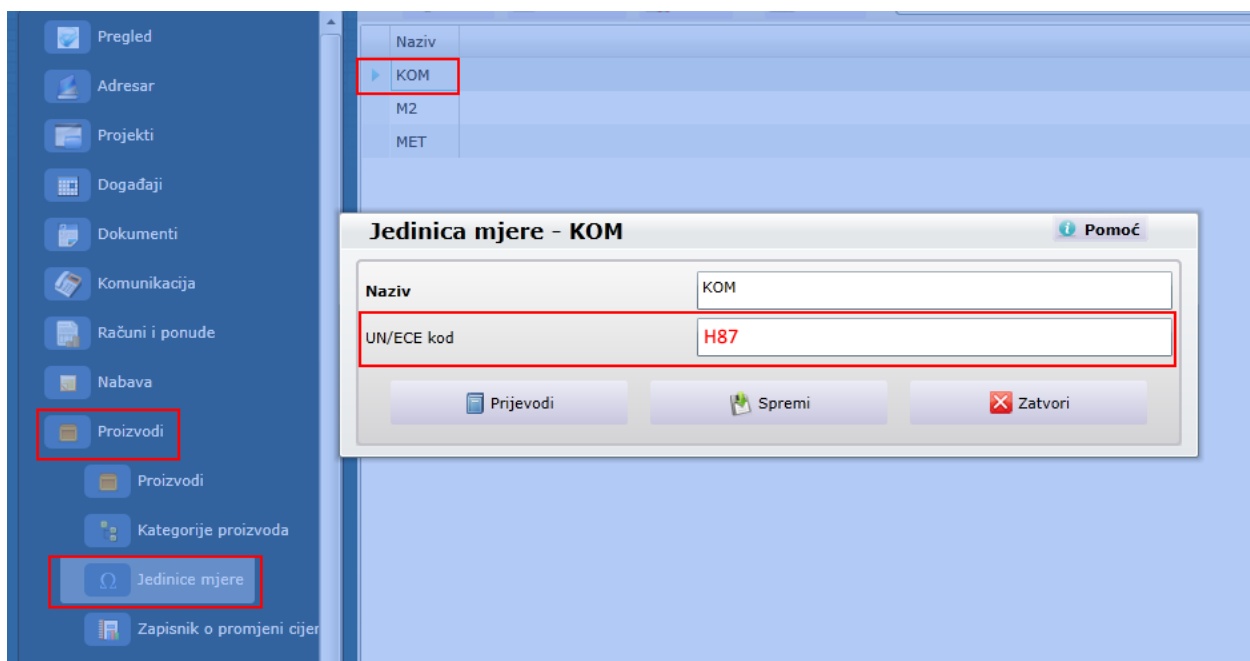 Pregled
Adresar
Projekti
Događaji
Dokumenti
Komunikacija
Računi i ponude
Nabava
Proizvodi
Proizvodi
Kategorije proizvoda
Jedinice mjere
Zapisnik o promjeni cijer
Naziv
KOM
M2
MET
Jedinica mjere - KOM
Pomoć
Naziv
KOM
UN/ECE kod
H87
Prijevodi
Spremi
Zatvori